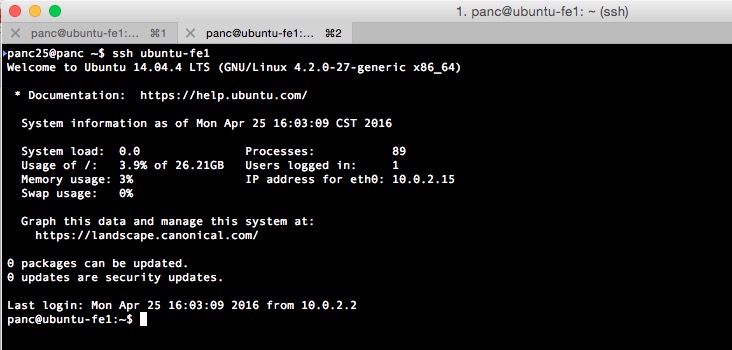 1. panc@ubuntu-fe1: ~ (ssh)
panc@ubuntu-fe1:... ⌘1 panc@ubuntu-fe1:... ⌘2
panc25@panc ~$ ssh ubuntu-fe1
Welcome to Ubuntu 14.04.4 LTS (GNU/Linux 4.2.0-27-generic x86_64)
* Documentation: https://help.ubuntu.com/
System information as of Mon Apr 25 16:03:09 CST 2016
System load: 0.0 Processes: 89
Usage of /: 3.9% of 26.21GB Users logged in: 1
Memory usage: 3% IP address for eth0: 10.0.2.15
Swap usage: 0%
Graph this data and manage this system at:
https://landscape.canonical.com/
0 packages can be updated.
0 updates are security updates.
Last login: Mon Apr 25 16:03:09 2016 from 10.0.2.2
panc@ubuntu-fe1:~$